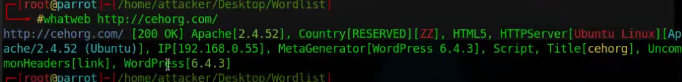 [root@parrot]─[/home/attacker/Desktop/Wordlist]
#whatweb http://cehorg.com/
http://cehorg.com/ [200 OK] Apache[2.4.52], Country[RESERVED][ZZ], HTML5, HTTPServer[Ubuntu Linux][Ap
ache/2.4.52 (Ubuntu)], IP[192.168.0.55], MetaGenerator[WordPress 6.4.3], Script, Title[cehorg], Uncom
monHeaders[link], WordPress[6.4.3]
[root@parrot]─[/home/attacker/Desktop/Wordlist]